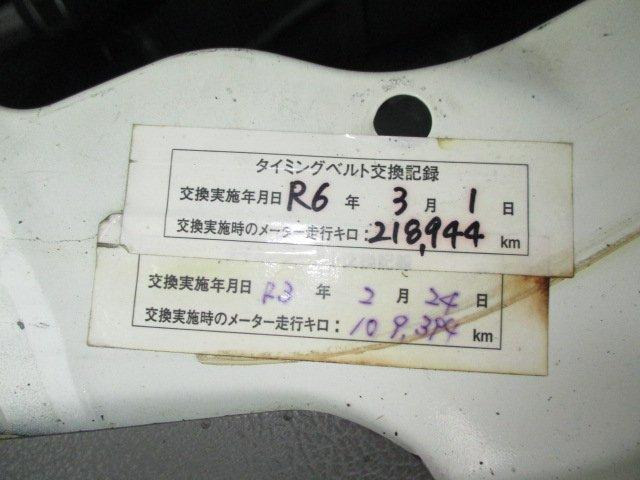 タイミングベルト交換記録
交換実施年月日 R6 年 3 月 1 日
交換実施時のメーター走行キロ：218,944 km
交換実施年月日 R3 年 2 月 24 日
交換実施時のメーター走行キロ：109,394 km